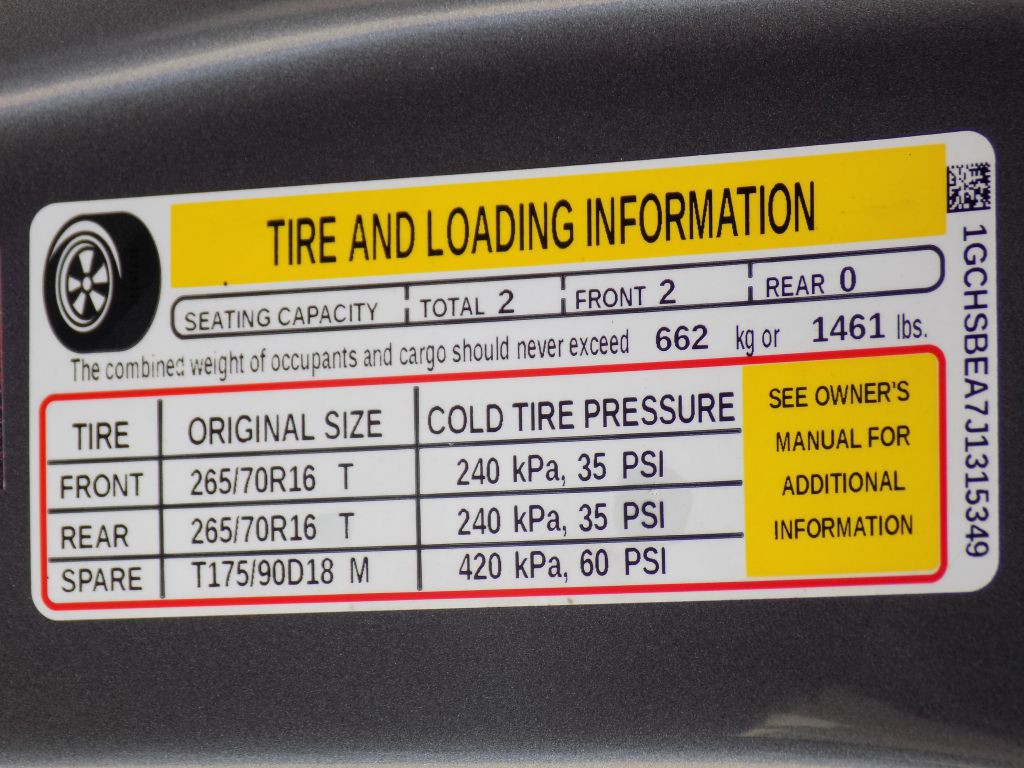 TIRE AND LOADING INFORMATION
SEATING CAPACITY TOTAL 2 FRONT 2 REAR 0
The combined weight of occupants and cargo should never exceed 662 kg or 1461 lbs.
TIRE ORIGINAL SIZE COLD TIRE PRESSURE
FRONT 265/70R16 T 240 kPa, 35 PSI
REAR 265/70R16 T 240 kPa, 35 PSI
SPARE T175/90D18 M 420 kPa, 60 PSI
SEE OWNER'S
MANUAL FOR
ADDITIONAL
INFORMATION
1GCHSBEA7J1315349